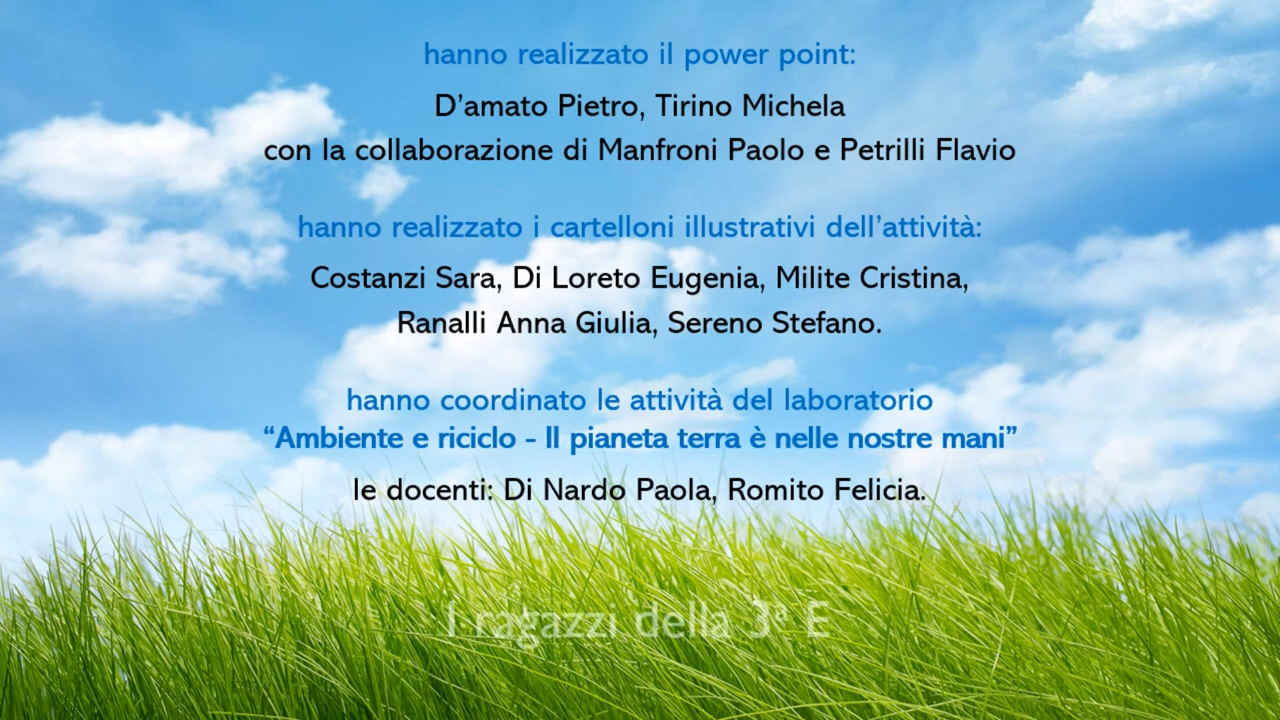 hanno realizzato il power point:
D’amato Pietro, Tirino Michela
con la collaborazione di Manfroni Paolo e Petrilli Flavio
hanno realizzato i cartelloni illustrativi dell’attività:
Costanzi Sara, Di Loreto Eugenia, Milite Cristina,
Ranalli Anna Giulia, Sereno Stefano.
hanno coordinato le attività del laboratorio
“Ambiente e riciclo - Il pianeta terra è nelle nostre mani”
le docenti: Di Nardo Paola, Romito Felicia.
I ragazzi della 3ª E